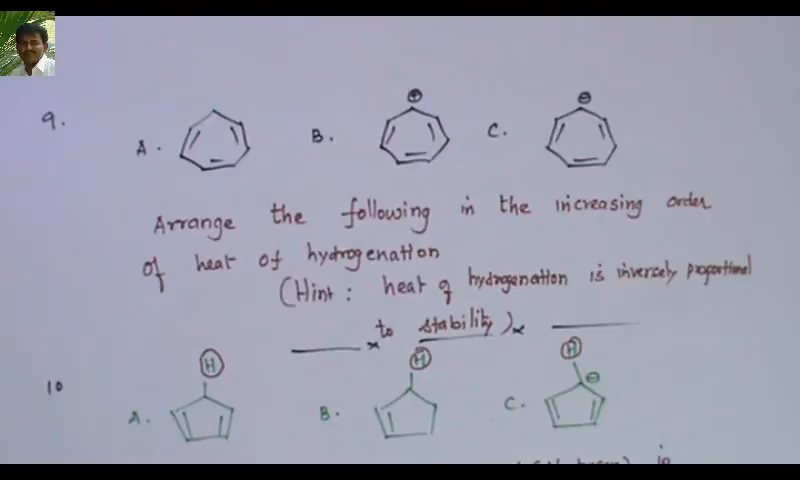 9.
A. B. ⊕ C. ⊖
Arrange the following in the increasing order
of heat of hydrogenation
(Hint : heat of hydrogenation is inversely proportional
to stability)
10
A. H B. H C. H ⊖